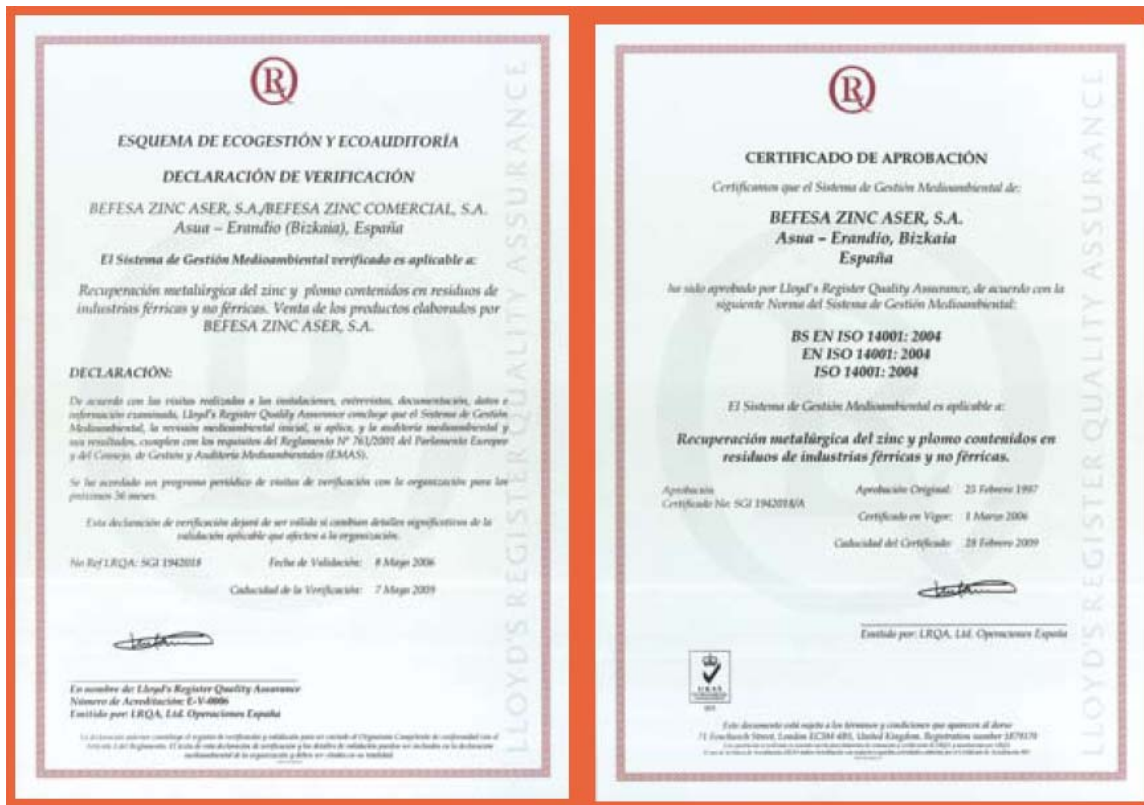 ESQUEMA DE ECOGESTIÓN Y ECOAUDITORÍA
DECLARACIÓN DE VERIFICACIÓN
BEFESA ZINC ASER, S.A./BEFESA ZINC COMERCIAL, S.A.
Asua – Erandio (Bizkaia), España
El Sistema de Gestión Medioambiental verificado es aplicable a:
Recuperación metalúrgica del zinc y plomo contenidos en residuos de
industrias férricas y no férricas. Venta de los productos elaborados por
BEFESA ZINC ASER, S.A.
DECLARACIÓN:
De acuerdo con las visitas realizadas a las instalaciones, entrevistas, documentación, datos e
información examinada, Lloyd's Register Quality Assurance concluye que el Sistema de Gestión
Medioambiental, la revisión medioambiental inicial, si aplica, y la auditoría medioambiental y
sus resultados, cumplen con los requisitos del Reglamento Nº 761/2001 del Parlamento Europeo
y del Consejo, de Gestión y Auditoría Medioambientales (EMAS).
Se ha acordado un programa periódico de visitas de verificación con la organización para los
próximos 36 meses.
Esta declaración de verificación dejará de ser válida si cambian detalles significativos de la
validación aplicable que afecten a la organización.
No Ref LRQA: SGI 1942018 Fecha de Validación: 8 Mayo 2006
Caducidad de la Verificación: 7 Mayo 2009
En nombre de: Lloyd's Register Quality Assurance
Número de Acreditación: E-V-0006
Emitido por: LRQA, Ltd. Operaciones España
LLOYD'S REGISTER QUALITY ASSURANCE
CERTIFICADO DE APROBACIÓN
Certificamos que el Sistema de Gestión Medioambiental de:
BEFESA ZINC ASER, S.A.
Asua – Erandio, Bizkaia
España
ha sido aprobado por Lloyd's Register Quality Assurance, de acuerdo con la
siguiente Norma del Sistema de Gestión Medioambiental:
BS EN ISO 14001: 2004
EN ISO 14001: 2004
ISO 14001: 2004
El Sistema de Gestión Medioambiental es aplicable a:
Recuperación metalúrgica del zinc y plomo contenidos en
residuos de industrias férricas y no férricas.
Aprobación Aprobación Original: 25 Febrero 1997
Certificado No: SGI 1942018/A
Certificado en Vigor: 1 Marzo 2006
Caducidad del Certificado: 28 Febrero 2009
Emitido por: LRQA, Ltd. Operaciones España
UKAS
Este documento está sujeto a los términos y condiciones que aparecen al dorso
71 Fenchurch Street, London EC3M 4BS, United Kingdom. Registration number 1879370
LLOYD'S REGISTER QUALITY ASSURANCE